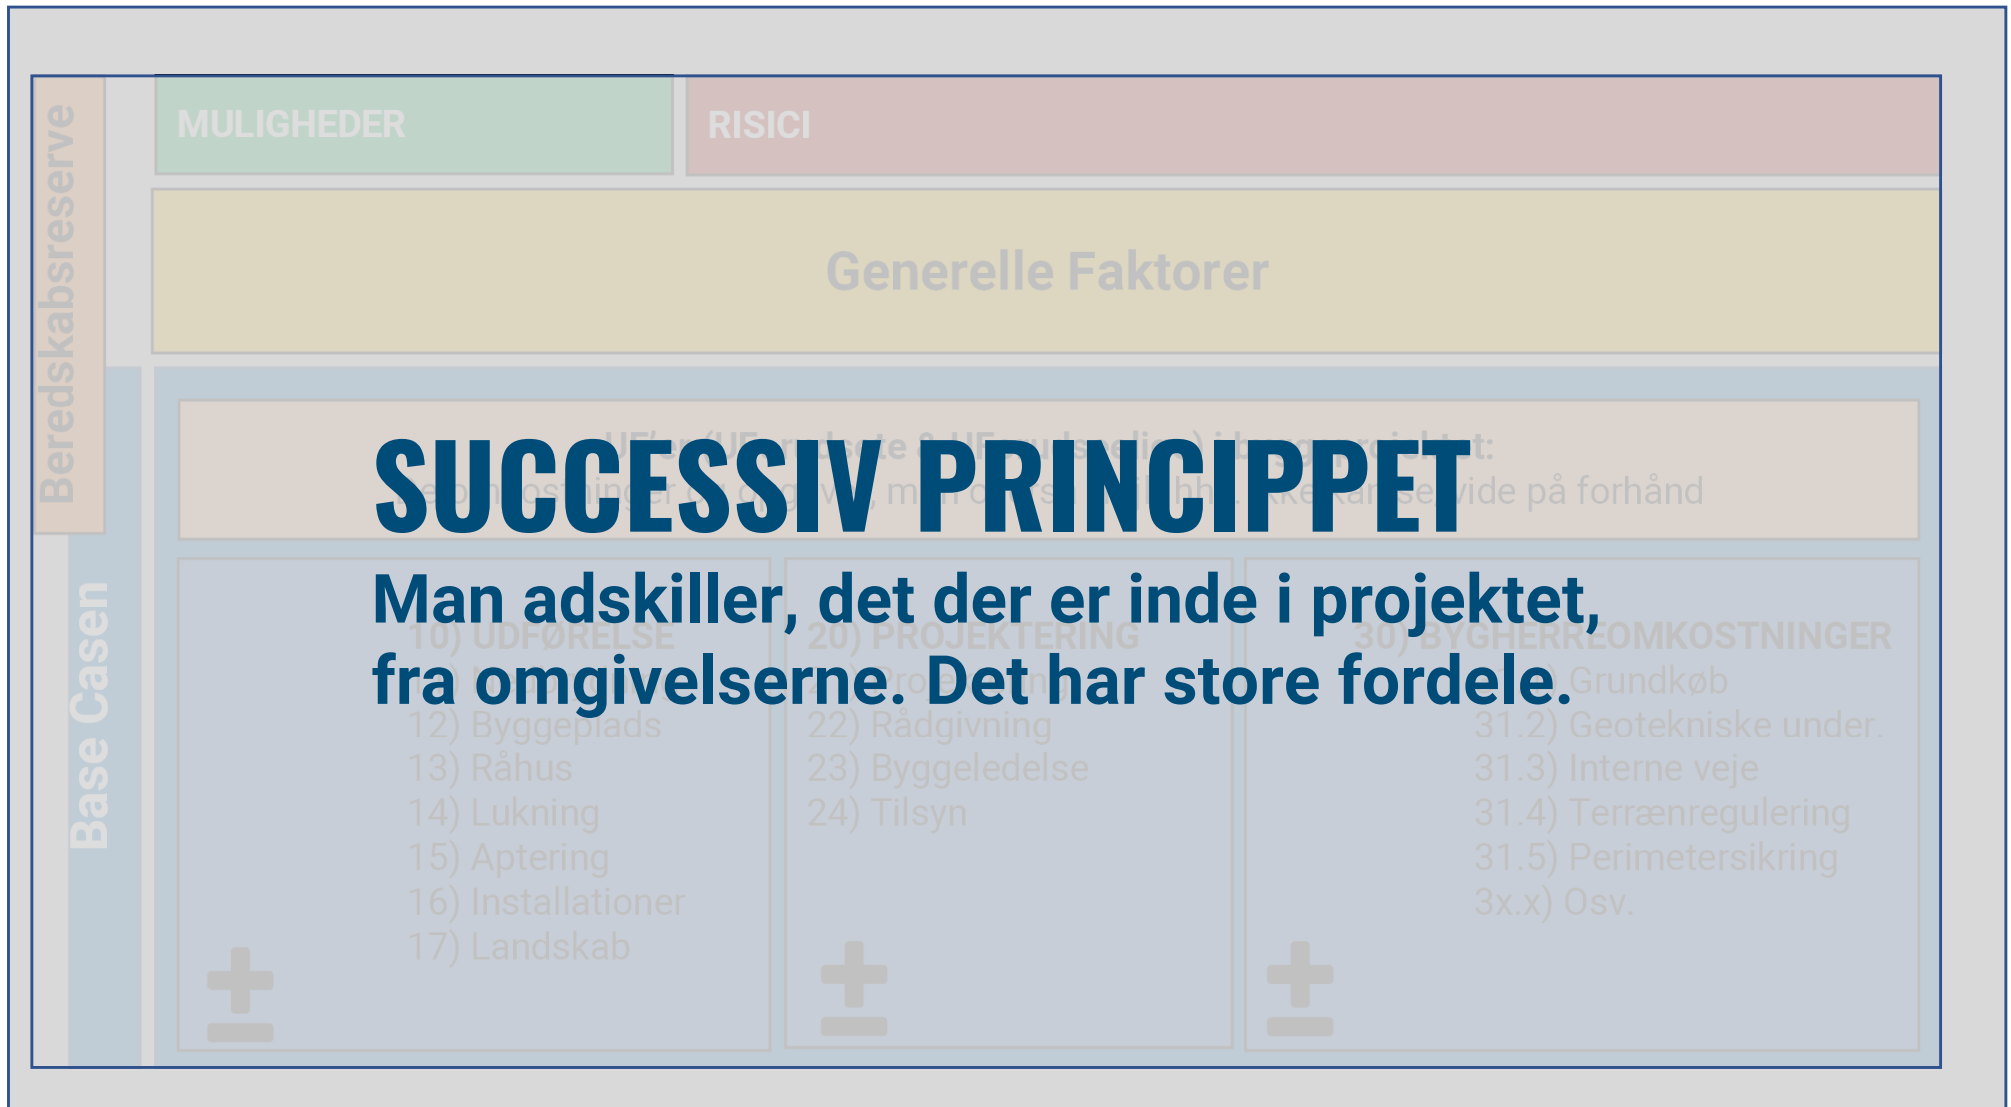 Beredskabsreserve
MULIGHEDER
RISICI
Generelle Faktorer
SUCCESSIV PRINCIPPET
vide på forhånd
Man adskiller, det der er inde i projektet,
fra omgivelserne. Det har store fordele.
Base Casen
10) UDFØRELSE
12) Byggeplads
13) Råhus
14) Lukning
15) Aptering
16) Installationer
17) Landskab
20) PROJEKTERING
22) Rådgivning
23) Byggeledelse
24) Tilsyn
30) BYGHERREOMKOSTNINGER
Grundkøb
31.2) Geotekniske under.
31.3) Interne veje
31.4) Terrænregulering
31.5) Perimetersikring
3x.x) Osv.